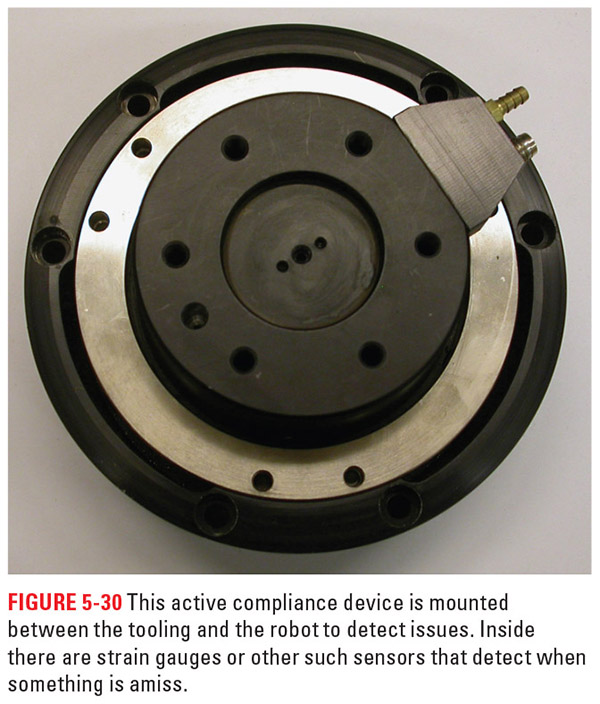 FIGURE 5-30 This active compliance device is mounted
between the tooling and the robot to detect issues. Inside
there are strain gauges or other such sensors that detect when
something is amiss.